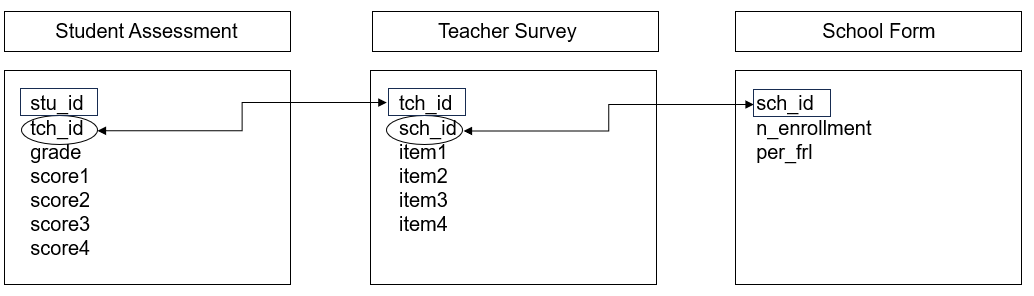 Student Assessment
stu_id
tch_id
grade
score1
score2
score3
score4
Teacher Survey
tch_id
sch_id
item1
item2
item3
item4
School Form
sch_id
n_enrollment
per_frl